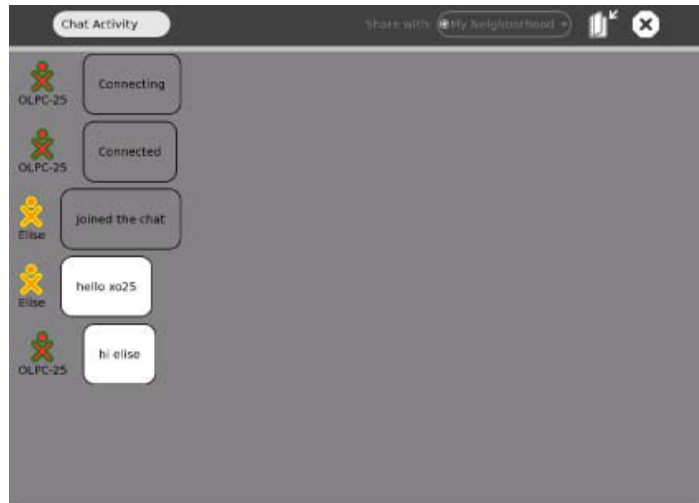 Chat Activity
Share with: My Neighborhood
OLPC-25
Connecting
OLPC-25
Connected
Elise
joined the chat
Elise
hello xo25
OLPC-25
hi elise